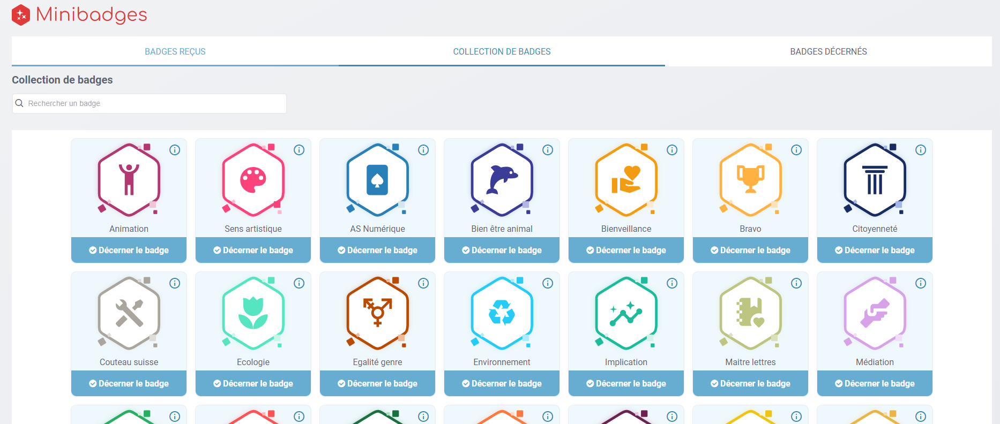 Minibadges
BADGES REÇUS
COLLECTION DE BADGES
BADGES DÉCERNÉS
Collection de badges
Rechercher un badge
Animation
Sens artistique
AS Numérique
Bien être animal
Bienveillance
Bravo
Citoyenneté
Décerner le badge
Décerner le badge
Décerner le badge
Décerner le badge
Décerner le badge
Décerner le badge
Décerner le badge
Couteau suisse
Ecologie
Egalité genre
Environnement
Implication
Maitre lettres
Médiation
Décerner le badge
Décerner le badge
Décerner le badge
Décerner le badge
Décerner le badge
Décerner le badge
Décerner le badge